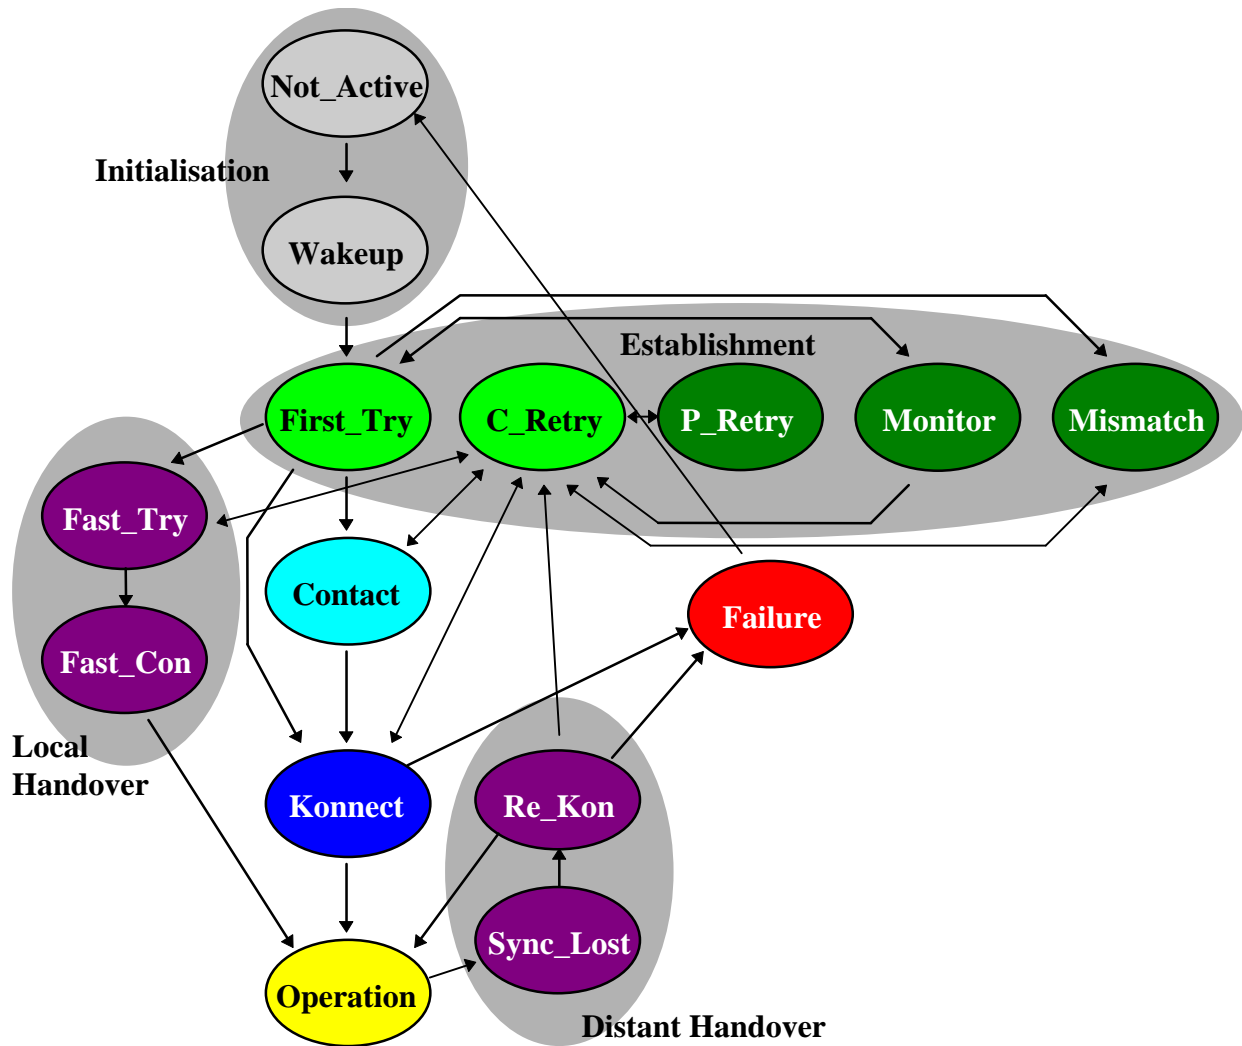 Not_Active
Initialisation
Wakeup
Establishment
First_Try
C_Retry
P_Retry
Monitor
Mismatch
Fast_Try
Contact
Failure
Fast_Con
Local
Handover
Konnect
Re_Kon
Sync_Lost
Operation
Distant Handover